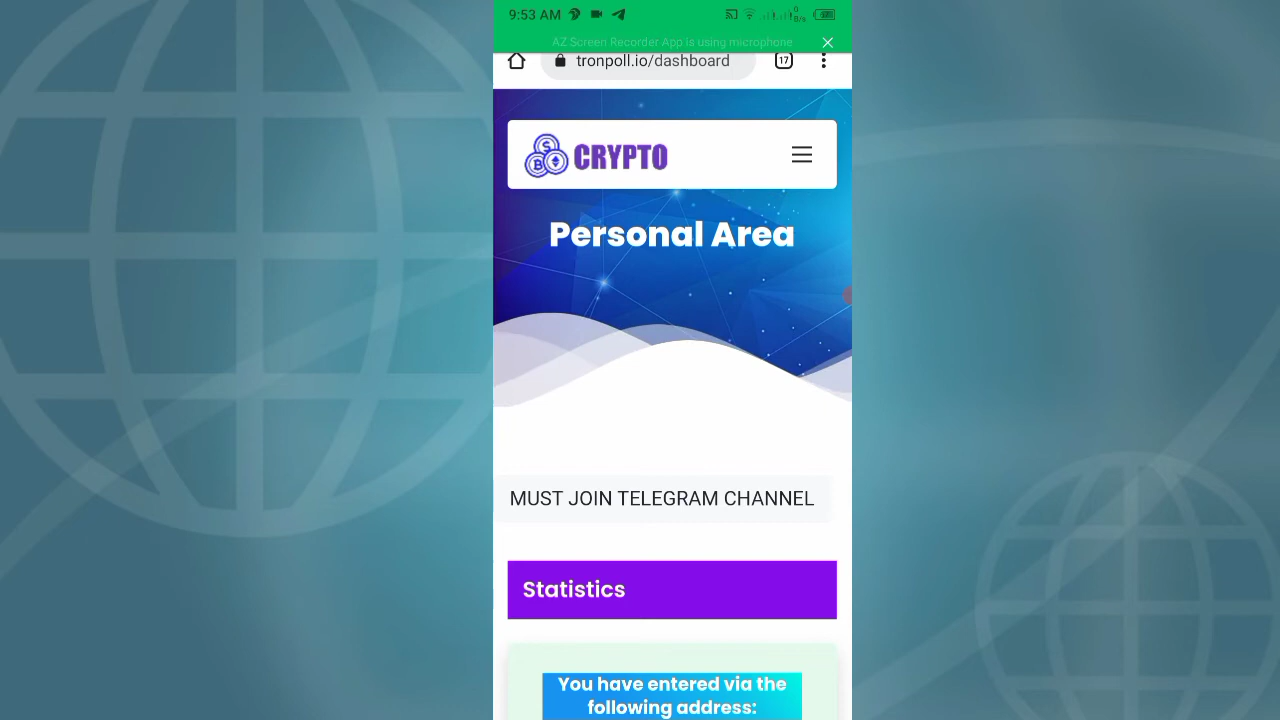 9:53 AM
0
B/s
AZ Screen Recorder App is using microphone
tronpoll.io/dashboard
17
CRYPTO
Personal Area
MUST JOIN TELEGRAM CHANNEL
Statistics
You have entered via the
following address: